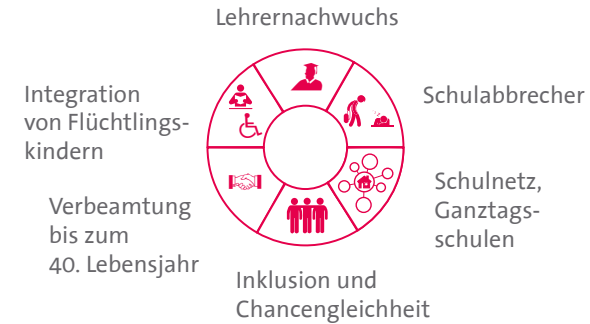 Lehrernachwuchs
Integration
von Flüchtlings-
kindern
Schulabbrecher
Verbeamtung
bis zum
40. Lebensjahr
Schulnetz,
Ganztags-
schulen
Inklusion und
Chancengleichheit